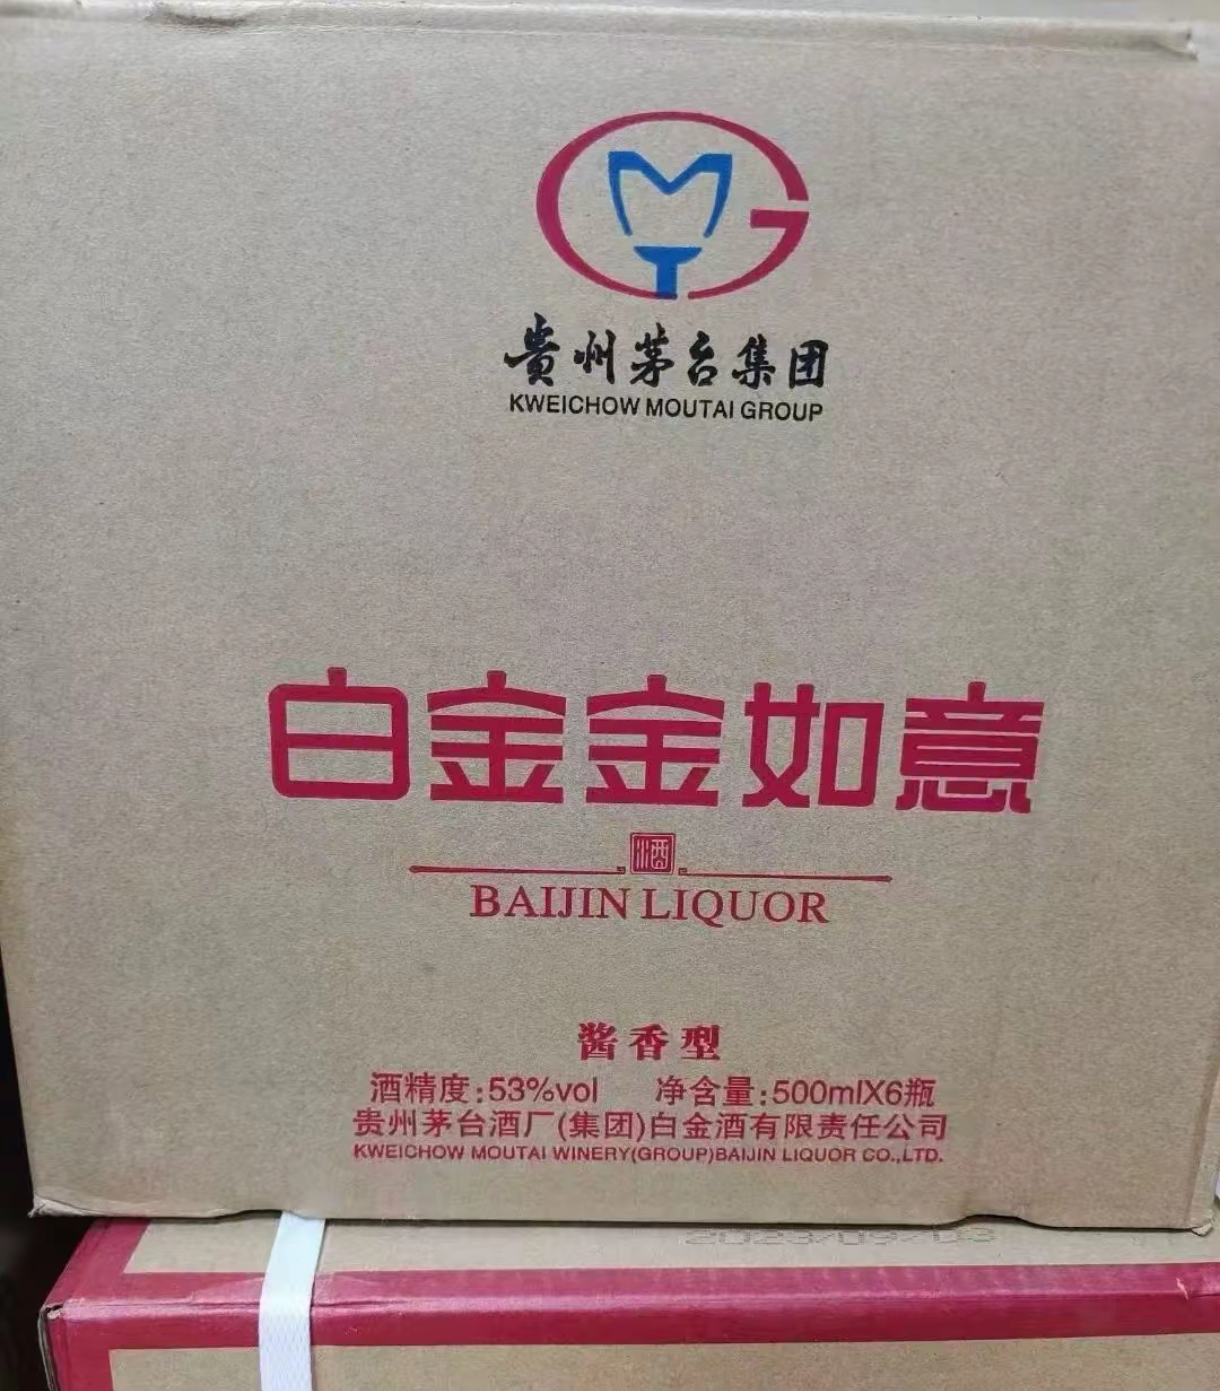 贵州茅台集团
KWEICHOW MOUTAI GROUP
白金金如意
酒
BAIJIN LIQUOR
酱香型
酒精度:53%vol 净含量:500mlX6瓶
贵州茅台酒厂(集团)白金酒有限责任公司
KWEICHOW MOUTAI WINERY(GROUP)BAIJIN LIQUOR CO.,LTD.
2023/09/03